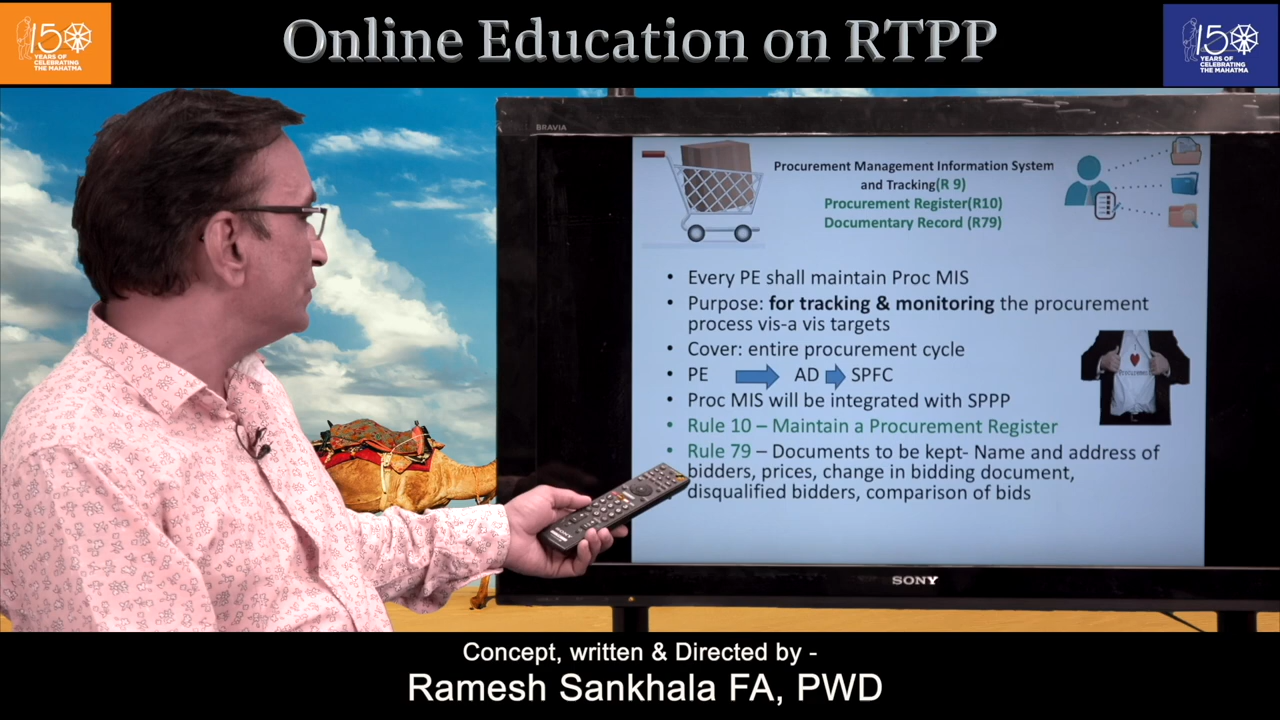 150
YEARS OF
CELEBRATING
THE MAHATMA
Online Education on RTPP
150
YEARS OF
CELEBRATING
THE MAHATMA
BRAVIA
Procurement Management Information System
and Tracking(R 9)
Procurement Register(R10)
Documentary Record (R79)
• Every PE shall maintain Proc MIS
• Purpose: for tracking & monitoring the procurement
process vis-a vis targets
• Cover: entire procurement cycle
• PE AD SPFC
• Proc MIS will be integrated with SPPP
• Rule 10 – Maintain a Procurement Register
• Rule 79 – Documents to be kept- Name and address of
bidders, prices, change in bidding document,
disqualified bidders, comparison of bids
I
Procurement
SONY
SONY
Concept, written & Directed by -
Ramesh Sankhala FA, PWD